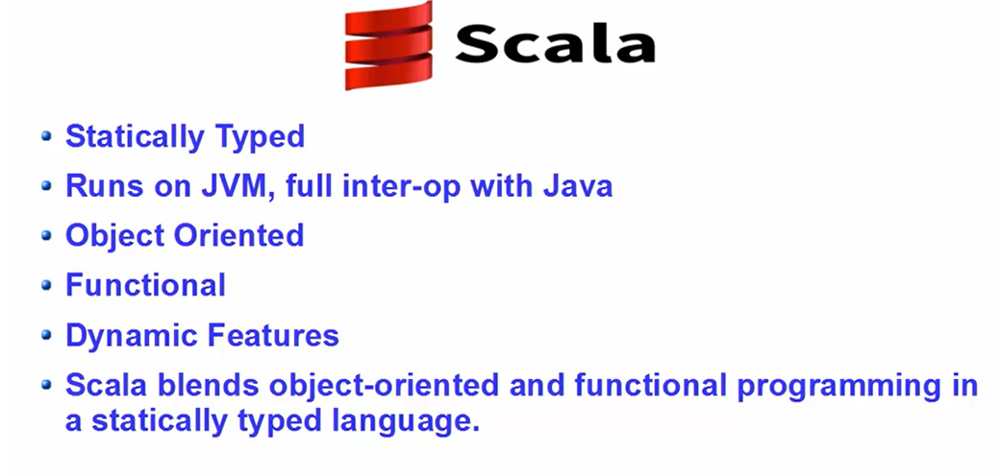 Scala
Statically Typed
Runs on JVM, full inter-op with Java
Object Oriented
Functional
Dynamic Features
Scala blends object-oriented and functional programming in
a statically typed language.